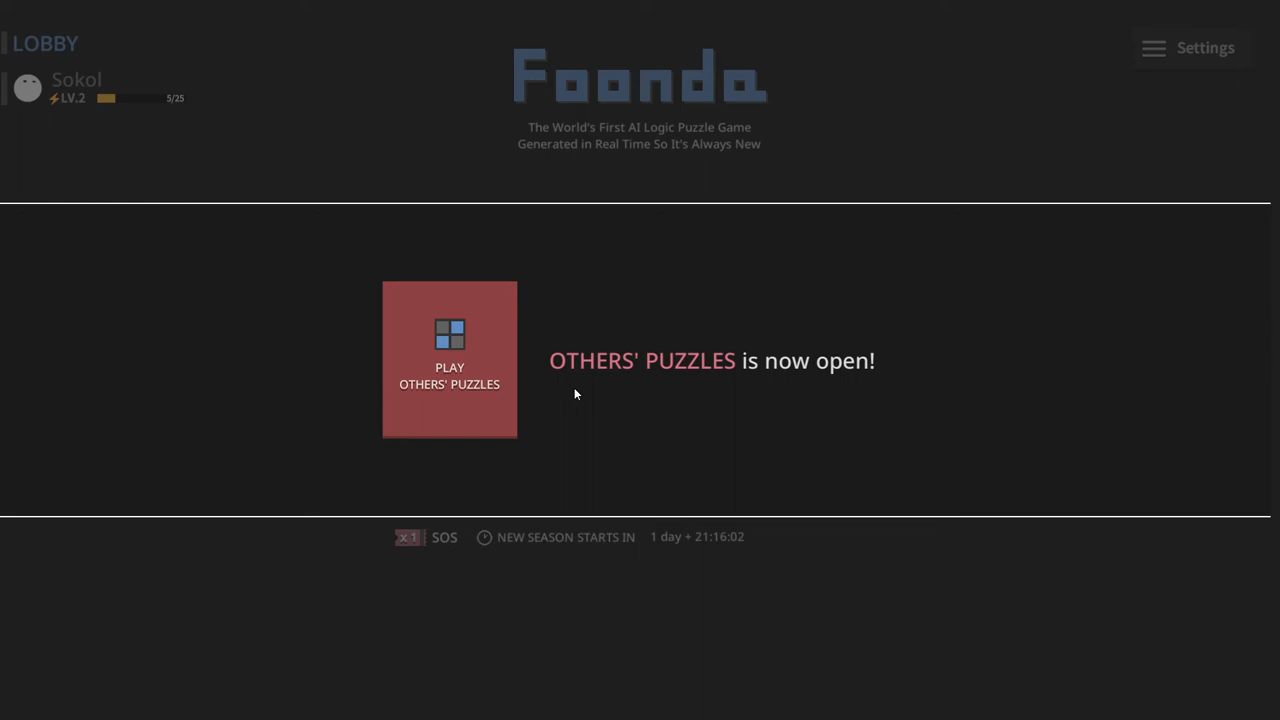 LOBBY
Sokol
LV.2
5/25
Foonda
The World's First AI Logic Puzzle Game
Generated in Real Time So It's Always New
Settings
PLAY
OTHERS' PUZZLES
OTHERS' PUZZLES is now open!
x 1 SOS NEW SEASON STARTS IN 1 day + 21:16:02